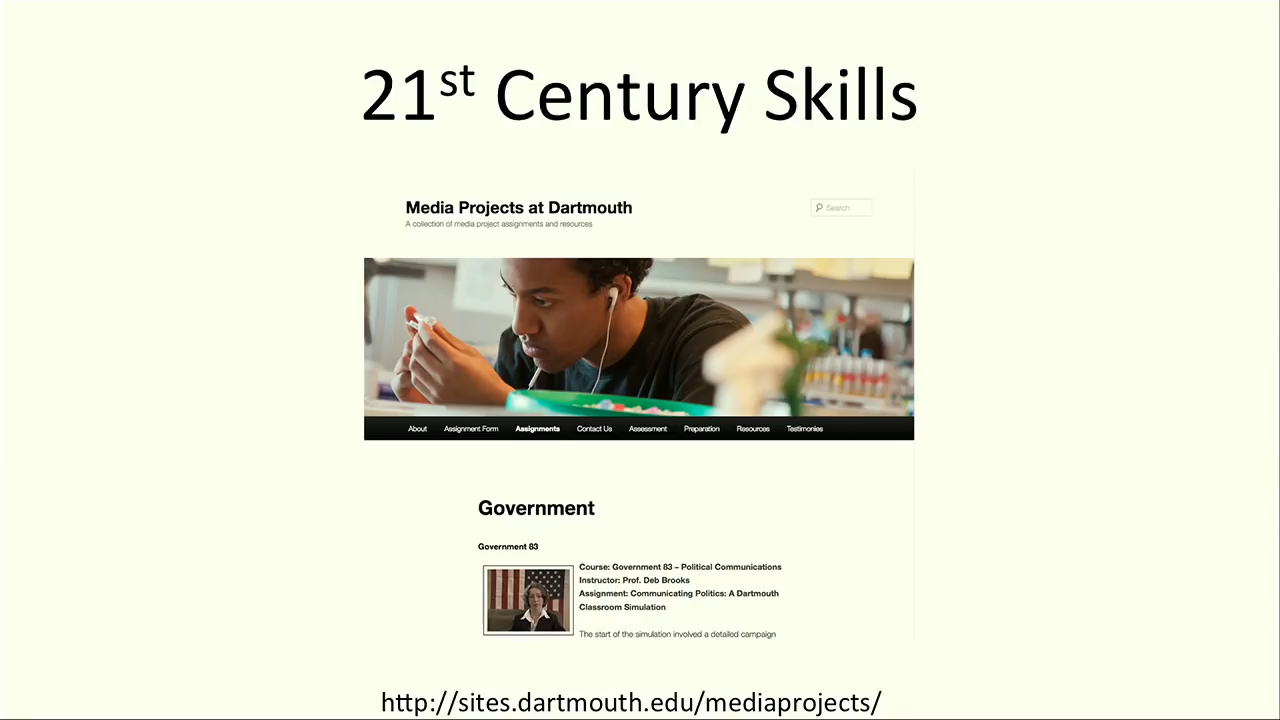 21st Century Skills
Media Projects at Dartmouth
Search
A collection of media project assignments and resources
About Assignment Form Assignments Contact Us Assessment Preparation Resources Testimonies
Government
Government 83
Course: Government 83 – Political Communications
Instructor: Prof. Deb Brooks
Assignment: Communicating Politics: A Dartmouth
Classroom Simulation
The start of the simulation involved a detailed campaign
http://sites.dartmouth.edu/mediaprojects/